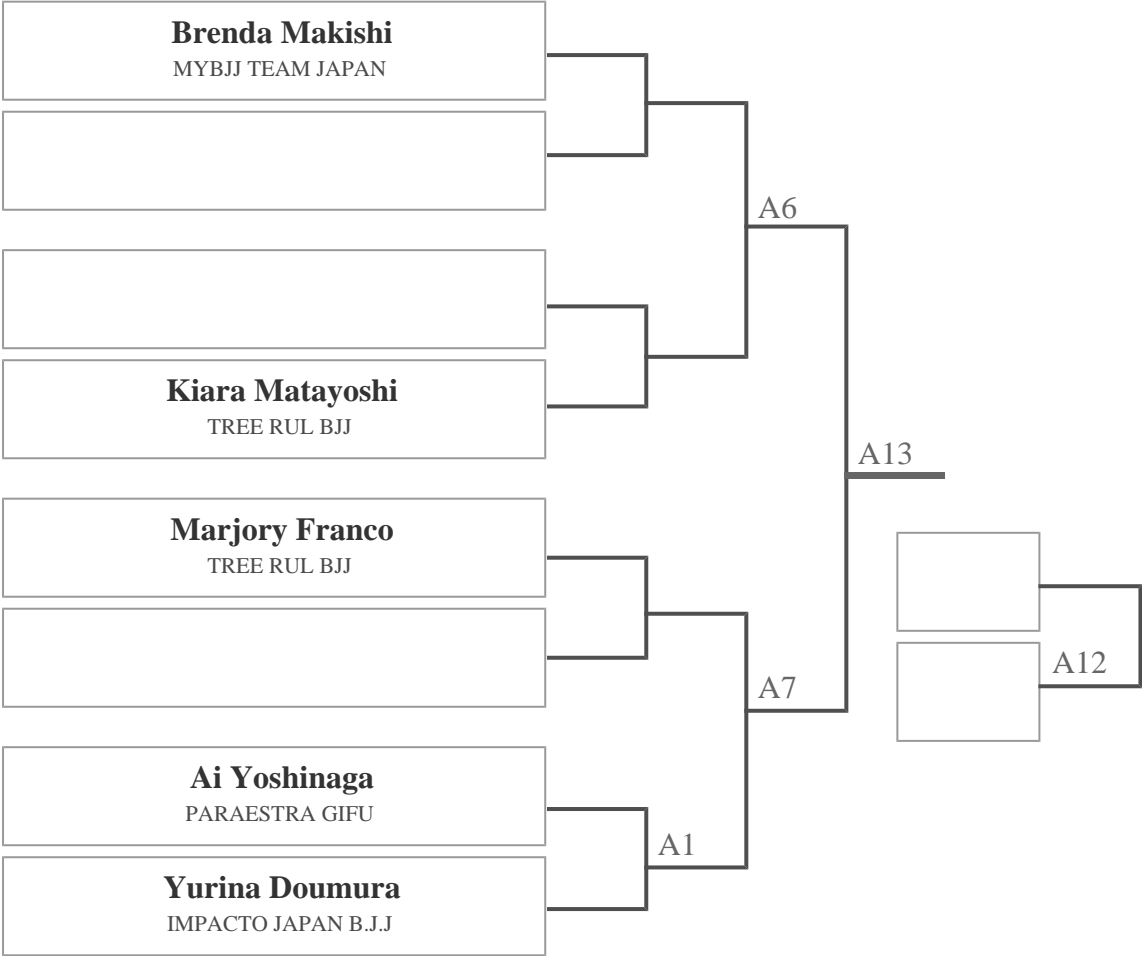 Brenda Makishi
MYBJJ TEAM JAPAN
A6
Kiara Matayoshi
TREE RUL BJJ
A13
Marjory Franco
TREE RUL BJJ
A12
A7
Ai Yoshinaga
PARAESTRA GIFU
A1
Yurina Doumura
IMPACTO JAPAN B.J.J